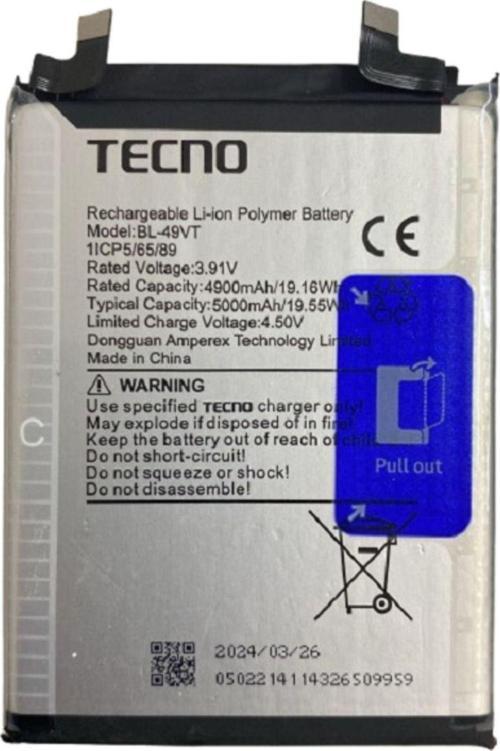 TECNO
Rechargeable Li-ion Polymer Battery
Model:BL-49VT
1ICP5/65/89
Rated Voltage:3.91V
Rated Capacity:4900mAh/19.16Wh
Typical Capacity:5000mAh/19.55Wh
Limited Charge Voltage:4.50V
Dongguan Amperex Technology Limited
Made in China
CE
WARNING
Use specified TECNO charger only!
May explode if disposed of in fire!
Keep the battery out of reach of
Do not short-circuit!
Do not squeeze or shock!
Do not disassemble!
Pull out
C
2024/03/26
0502214114326509959